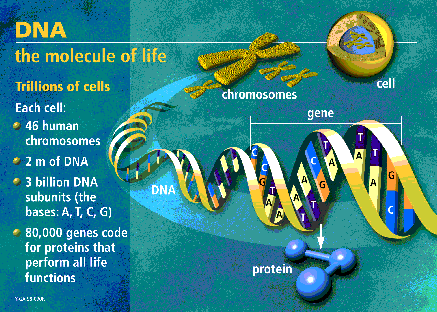 DNA
the molecule of life
Trillions of cells
Each cell:
46 human
chromosomes
2 m of DNA
3 billion DNA
subunits (the
bases: A, T, C, G)
80,000 genes code
for proteins that
perform all life
functions
chromosomes
cell
gene
DNA
protein